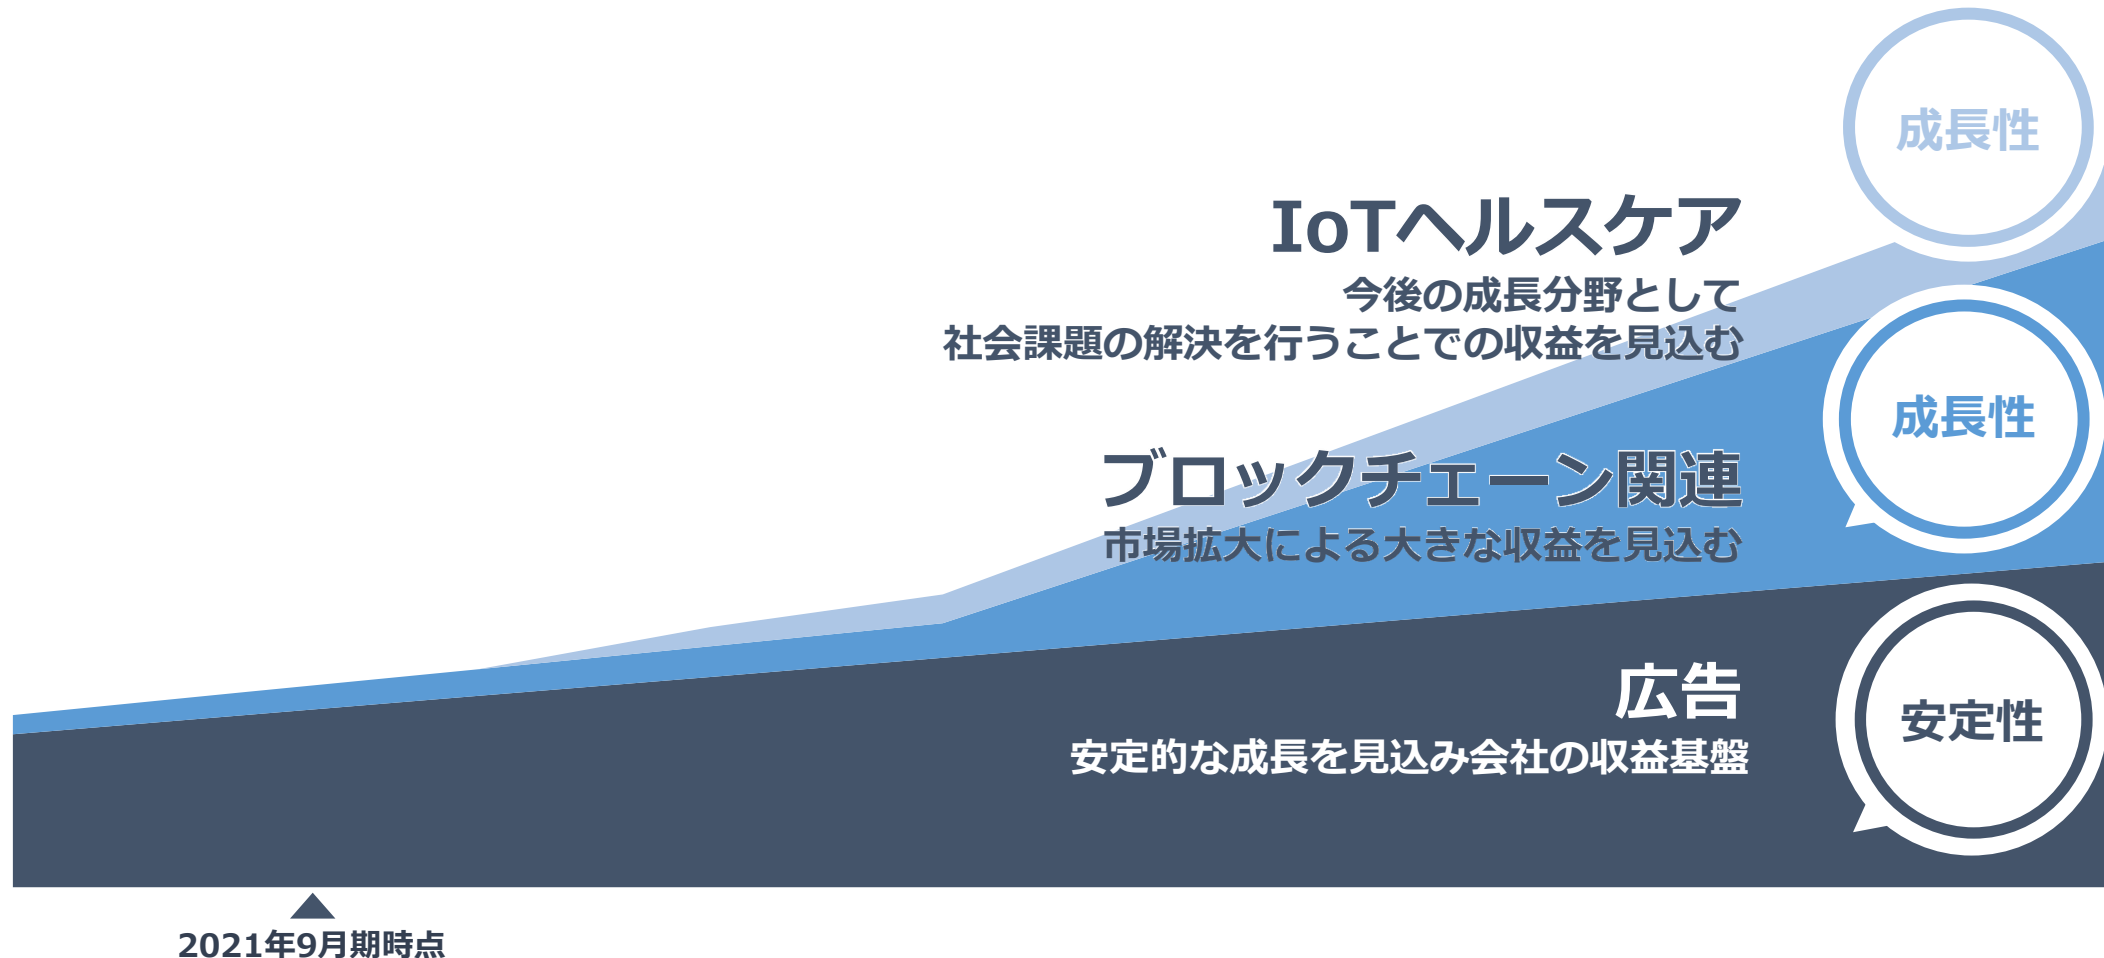 成長性
IoTヘルスケア
今後の成長分野として
社会課題の解決を行うことでの収益を見込む
成長性
ブロックチェーン関連
市場拡大による大きな収益を見込む
広告
安定性
安定的な成長を見込み会社の収益基盤
2021年9月期時点